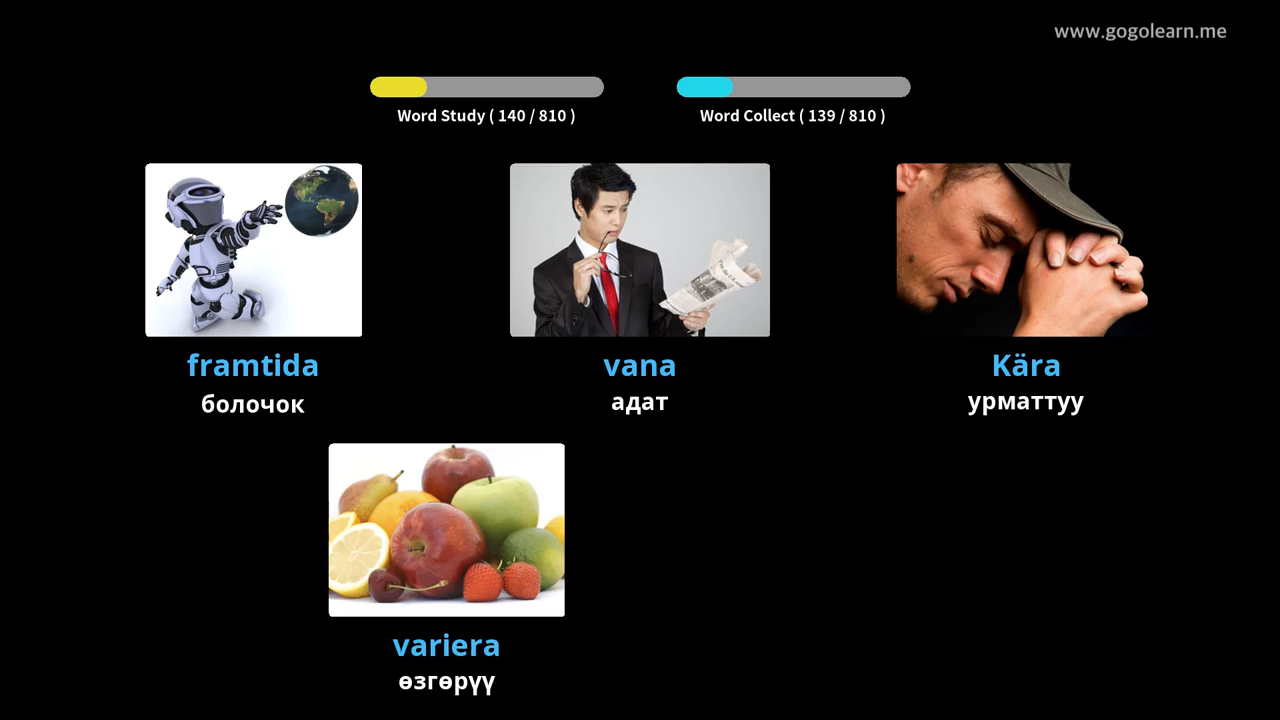 www.gogolearn.me
Word Study ( 140 / 810 )
Word Collect ( 139 / 810 )
framtida
болочок
vana
адат
Kära
урматтуу
variera
өзгөрүү